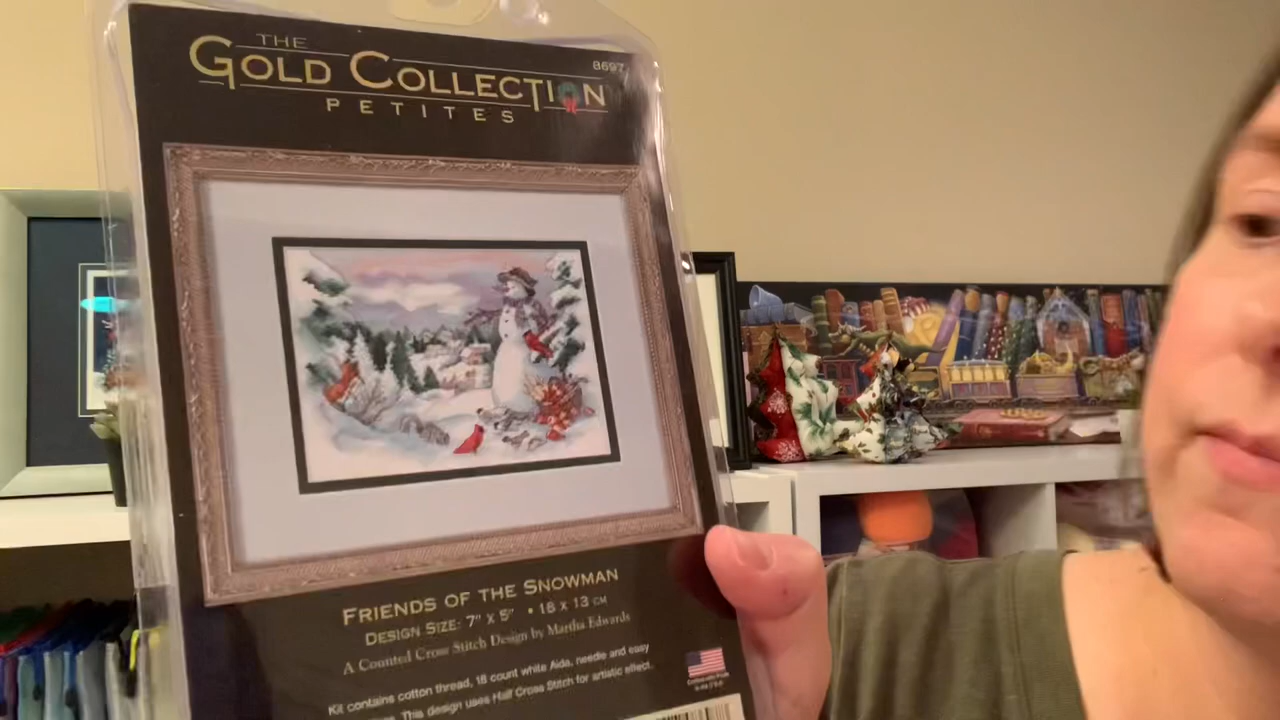 THE
GOLD COLLECTION
PETITES
8697
FRIENDS OF THE SNOWMAN
DESIGN SIZE: 7" X 5" • 18 X 13 CM
A Counted Cross Stitch Design by Martha Edwards
Kit contains cotton thread, 18 count white Aida, needle and easy
This design uses Half Cross Stitch for artistic effect.